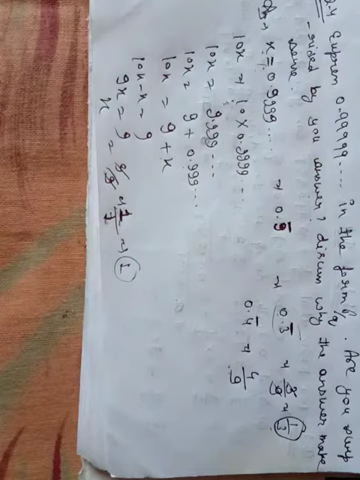 Q.4 Express 0.99999.... in the form p/q. Are you surp
-rised by you answer? discuss why the answer make
sense.
x = 0.9999.... ≈ 0.9̅ ≈ 0.3̅ ≈ 3/9 ≈ 1/3
10x ≈ 10 × 0.9999 ... 0.4̅ ≈ 4/9
10x = 9.999...
10x = 9 + 0.999...
10x = 9 + x
10x - x = 9
9x = 9
x = 9/9 ≈ 1/1 ≈ 1